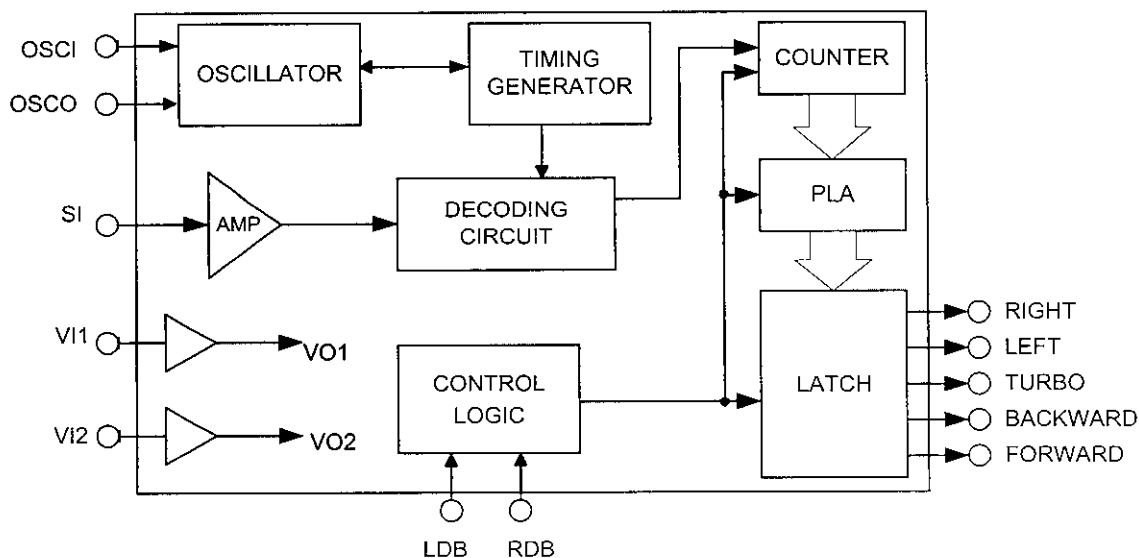 OSCI
OSCO
OSCILLATOR
TIMING
GENERATOR
COUNTER
SI
AMP
DECODING
CIRCUIT
PLA
VI1
VO1
VI2
VO2
CONTROL
LOGIC
LATCH
RIGHT
LEFT
TURBO
BACKWARD
FORWARD
LDB
RDB